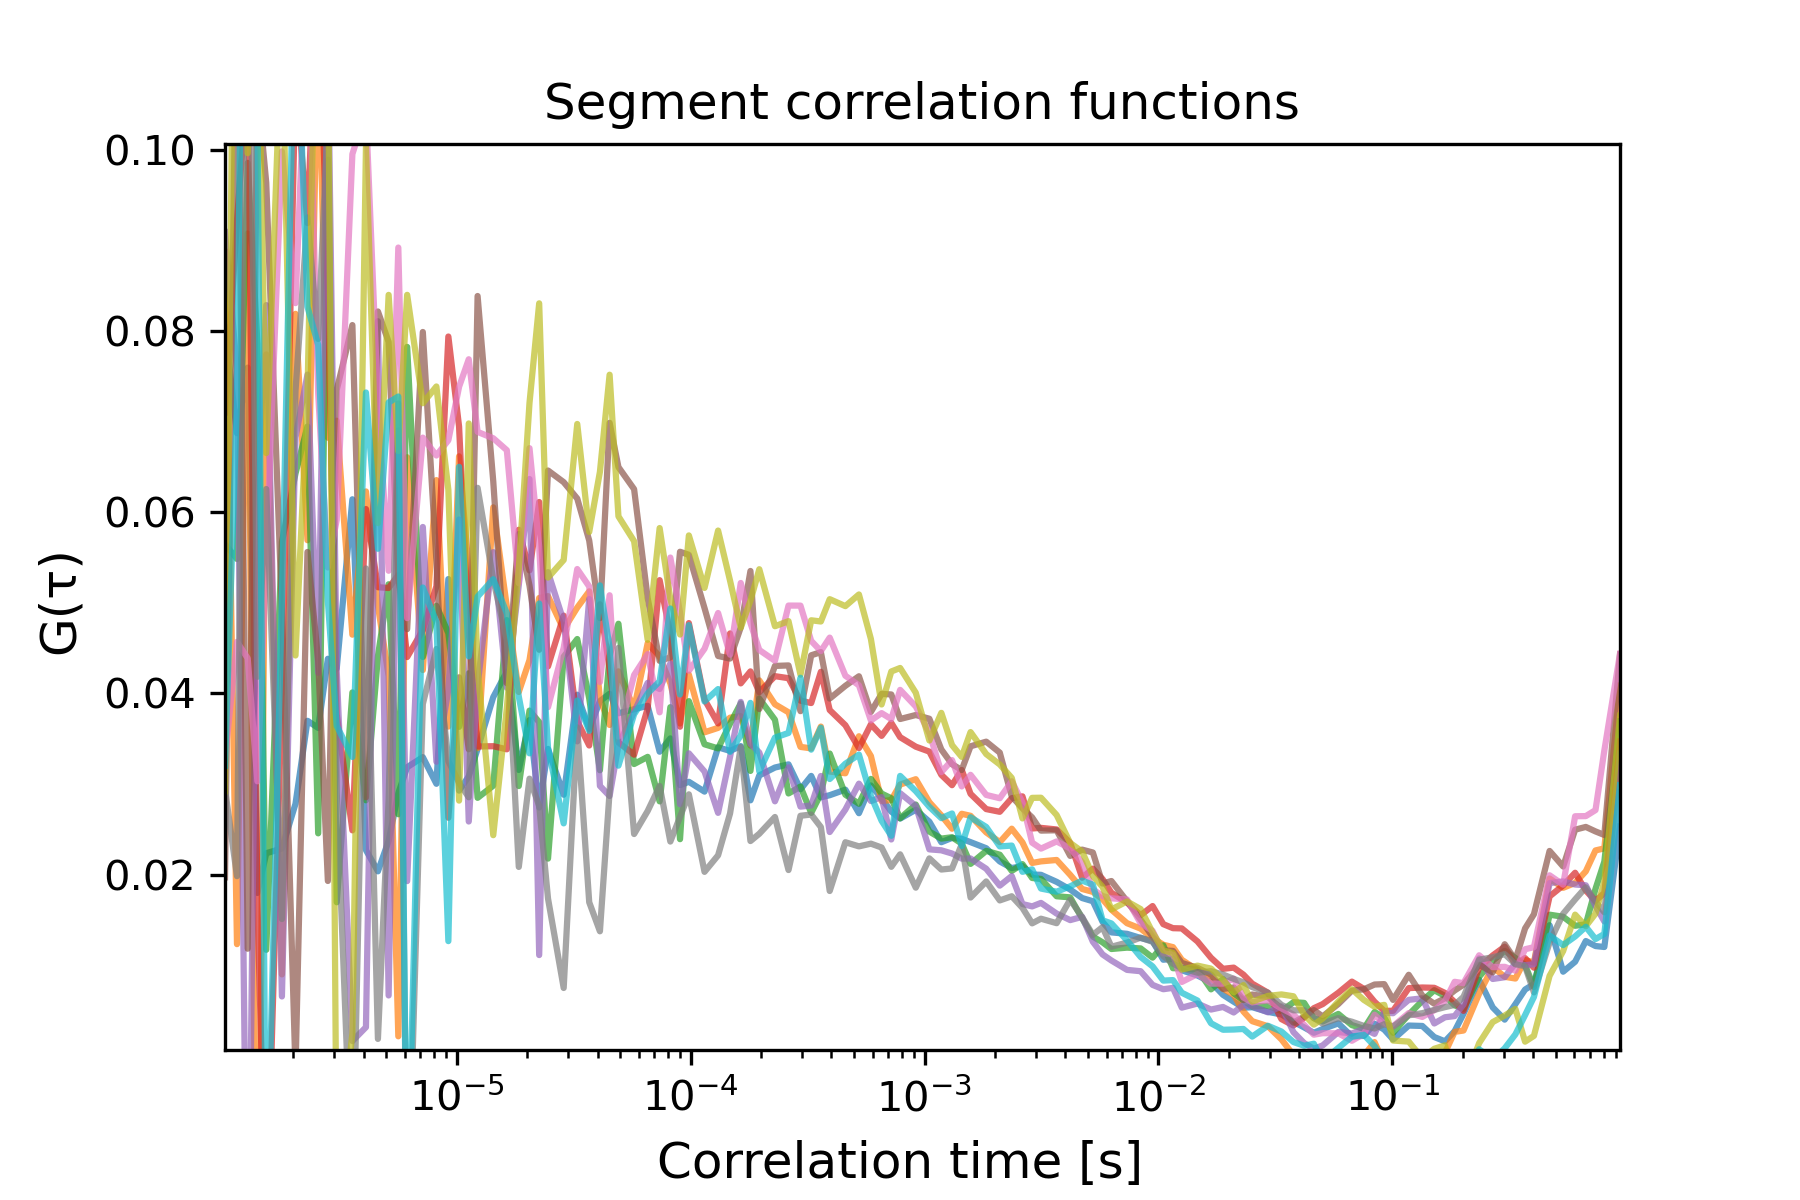 Segment correlation functions
0.10
0.08
0.06
0.04
0.02
G(τ)
10⁻⁵ 10⁻⁴ 10⁻³ 10⁻² 10⁻¹
Correlation time [s]